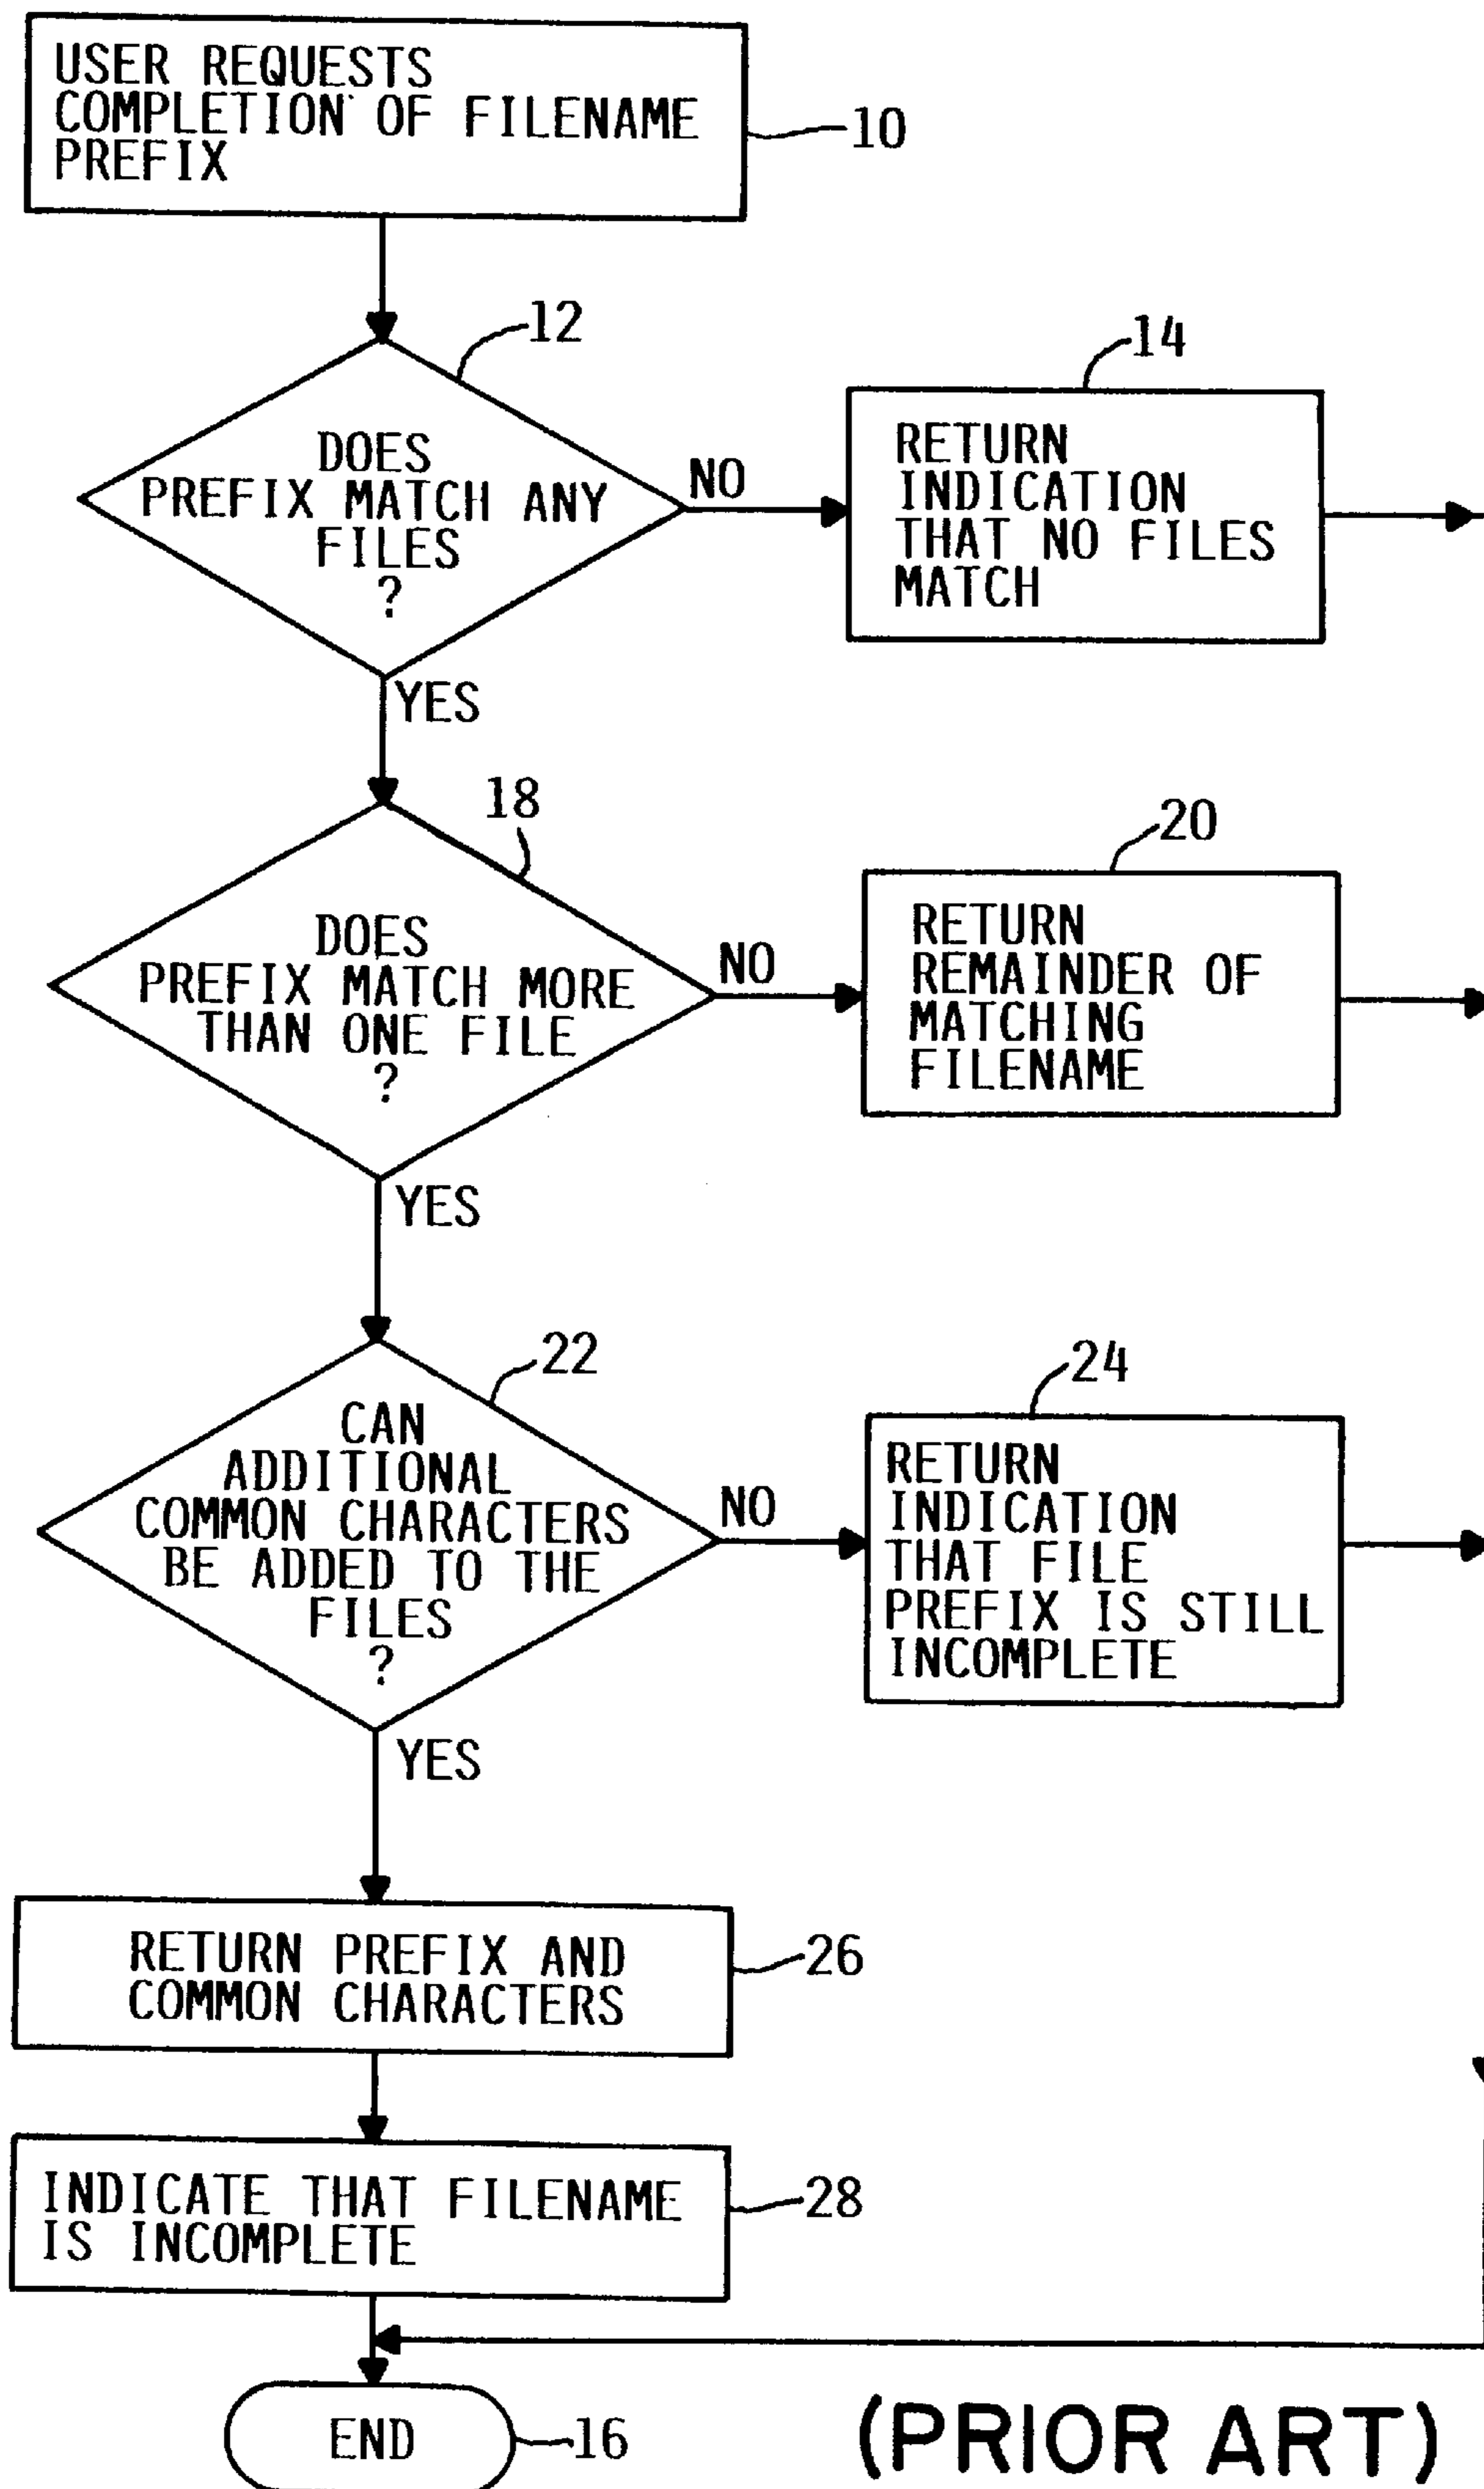 USER REQUESTS
COMPLETION OF FILENAME
PREFIX
10
12
DOES
PREFIX MATCH ANY
FILES
?
NO
14
RETURN
INDICATION
THAT NO FILES
MATCH
YES
18
DOES
PREFIX MATCH MORE
THAN ONE FILE
?
NO
20
RETURN
REMAINDER OF
MATCHING
FILENAME
YES
22
CAN
ADDITIONAL
COMMON CHARACTERS
BE ADDED TO THE
FILES
?
NO
24
RETURN
INDICATION
THAT FILE
PREFIX IS STILL
INCOMPLETE
YES
RETURN PREFIX AND
COMMON CHARACTERS
26
INDICATE THAT FILENAME
IS INCOMPLETE
28
END
16
(PRIOR ART)